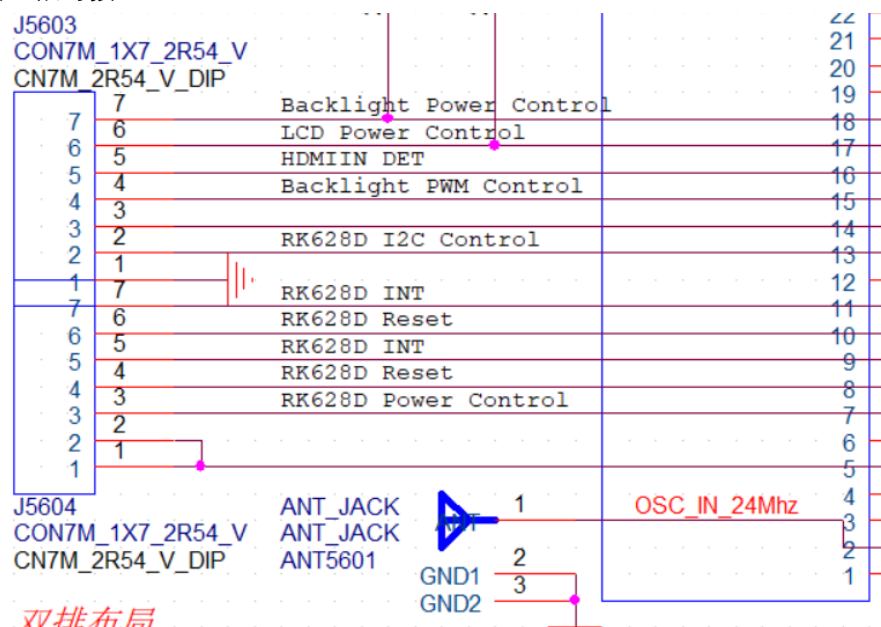 J5603
CON7M_1X7_2R54_V
CN7M_2R54_V_DIP
7
7
Backlight Power Control
6
6
LCD Power Control
5
5
HDMIIN DET
4
4
Backlight PWM Control
3
3
2
2
RK628D I2C Control
1
1
7
7
RK628D INT
6
6
RK628D Reset
5
5
RK628D INT
4
4
RK628D Reset
3
3
RK628D Power Control
2
2
1
1
J5604
CON7M_1X7_2R54_V
CN7M_2R54_V_DIP
ANT_JACK
ANT_JACK
ANT5601
ANT
1
GND1
2
GND2
3
OSC_IN_24Mhz
22
21
20
19
18
17
16
15
14
13
12
11
10
9
8
7
6
5
4
3
2
1
双排布局